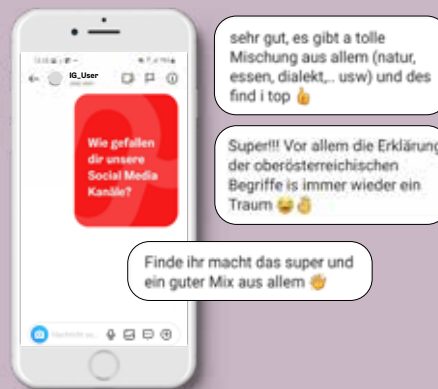 IG_User
Wie gefallen
dir unsere
Social Media
Kanäle?
sehr gut, es gibt a tolle
Mischung aus allem (natur,
essen, dialekt,.. usw) und des
find i top 👍
Super!!! Vor allem die Erklärung
der oberösterreichischen
Begriffe is immer wieder ein
Traum 😄👌
Finde ihr macht das super und
ein guter Mix aus allem 👏
Nachricht